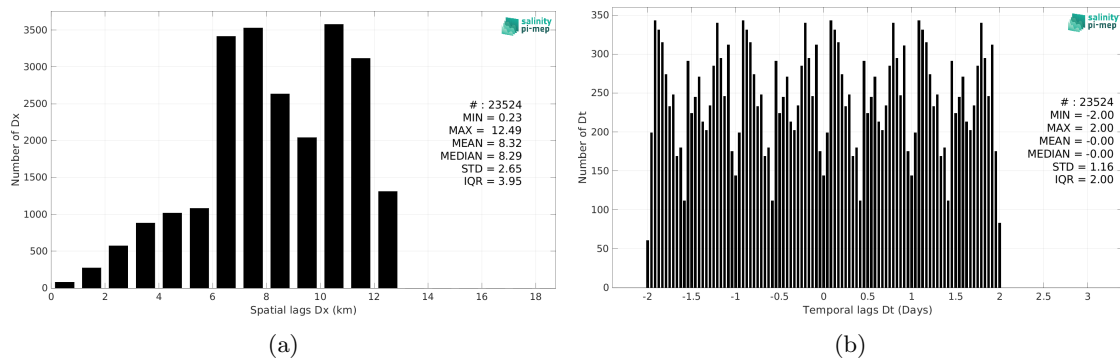 3500
3000
2500
2000
1500
1000
500
0
Number of Dx
0 2 4 6 8 10 12 14 16 18
Spatial lags Dx (km)
salinity
pi-mep
# : 23524
MIN = 0.23
MAX = 12.49
MEAN = 8.32
MEDIAN = 8.29
STD = 2.65
IQR = 3.95
(a)
350
300
250
200
150
100
50
0
Number of Dt
-2 -1.5 -1 -0.5 0 0.5 1 1.5 2 2.5 3
Temporal lags Dt (Days)
salinity
pi-mep
# : 23524
MIN = -2.00
MAX = 2.00
MEAN = -0.00
MEDIAN = -0.00
STD = 1.16
IQR = 2.00
(b)